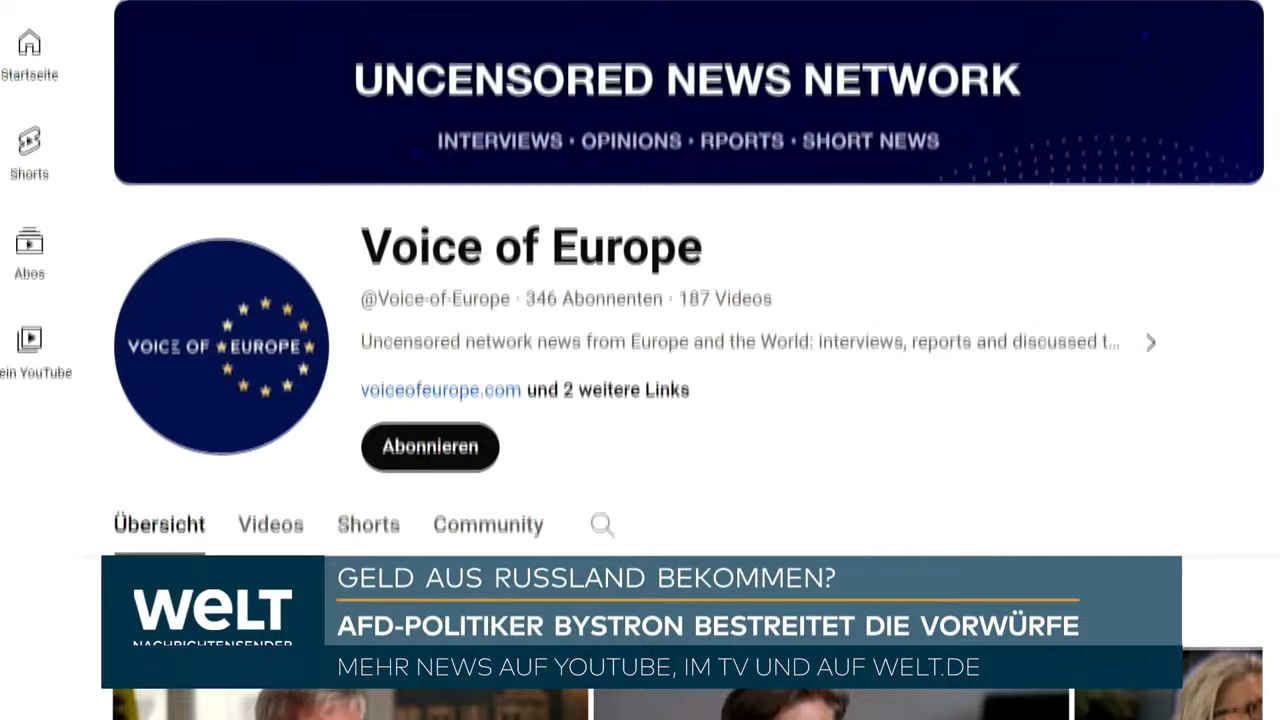 UNCENSORED NEWS NETWORK
INTERVIEWS · OPINIONS · RPORTS · SHORT NEWS
Startseite
Shorts
Abos
ein YouTube
VOICE OF EUROPE
Voice of Europe
@Voice-of-Europe · 346 Abonnenten · 187 Videos
Uncensored network news from Europe and the World: interviews, reports and discussed t...
voiceofeurope.com und 2 weitere Links
Abonnieren
Übersicht Videos Shorts Community
welt
NACHRICHTENSENDER
GELD AUS RUSSLAND BEKOMMEN?
AFD-POLITIKER BYSTRON BESTREITET DIE VORWÜRFE
MEHR NEWS AUF YOUTUBE, IM TV UND AUF WELT.DE